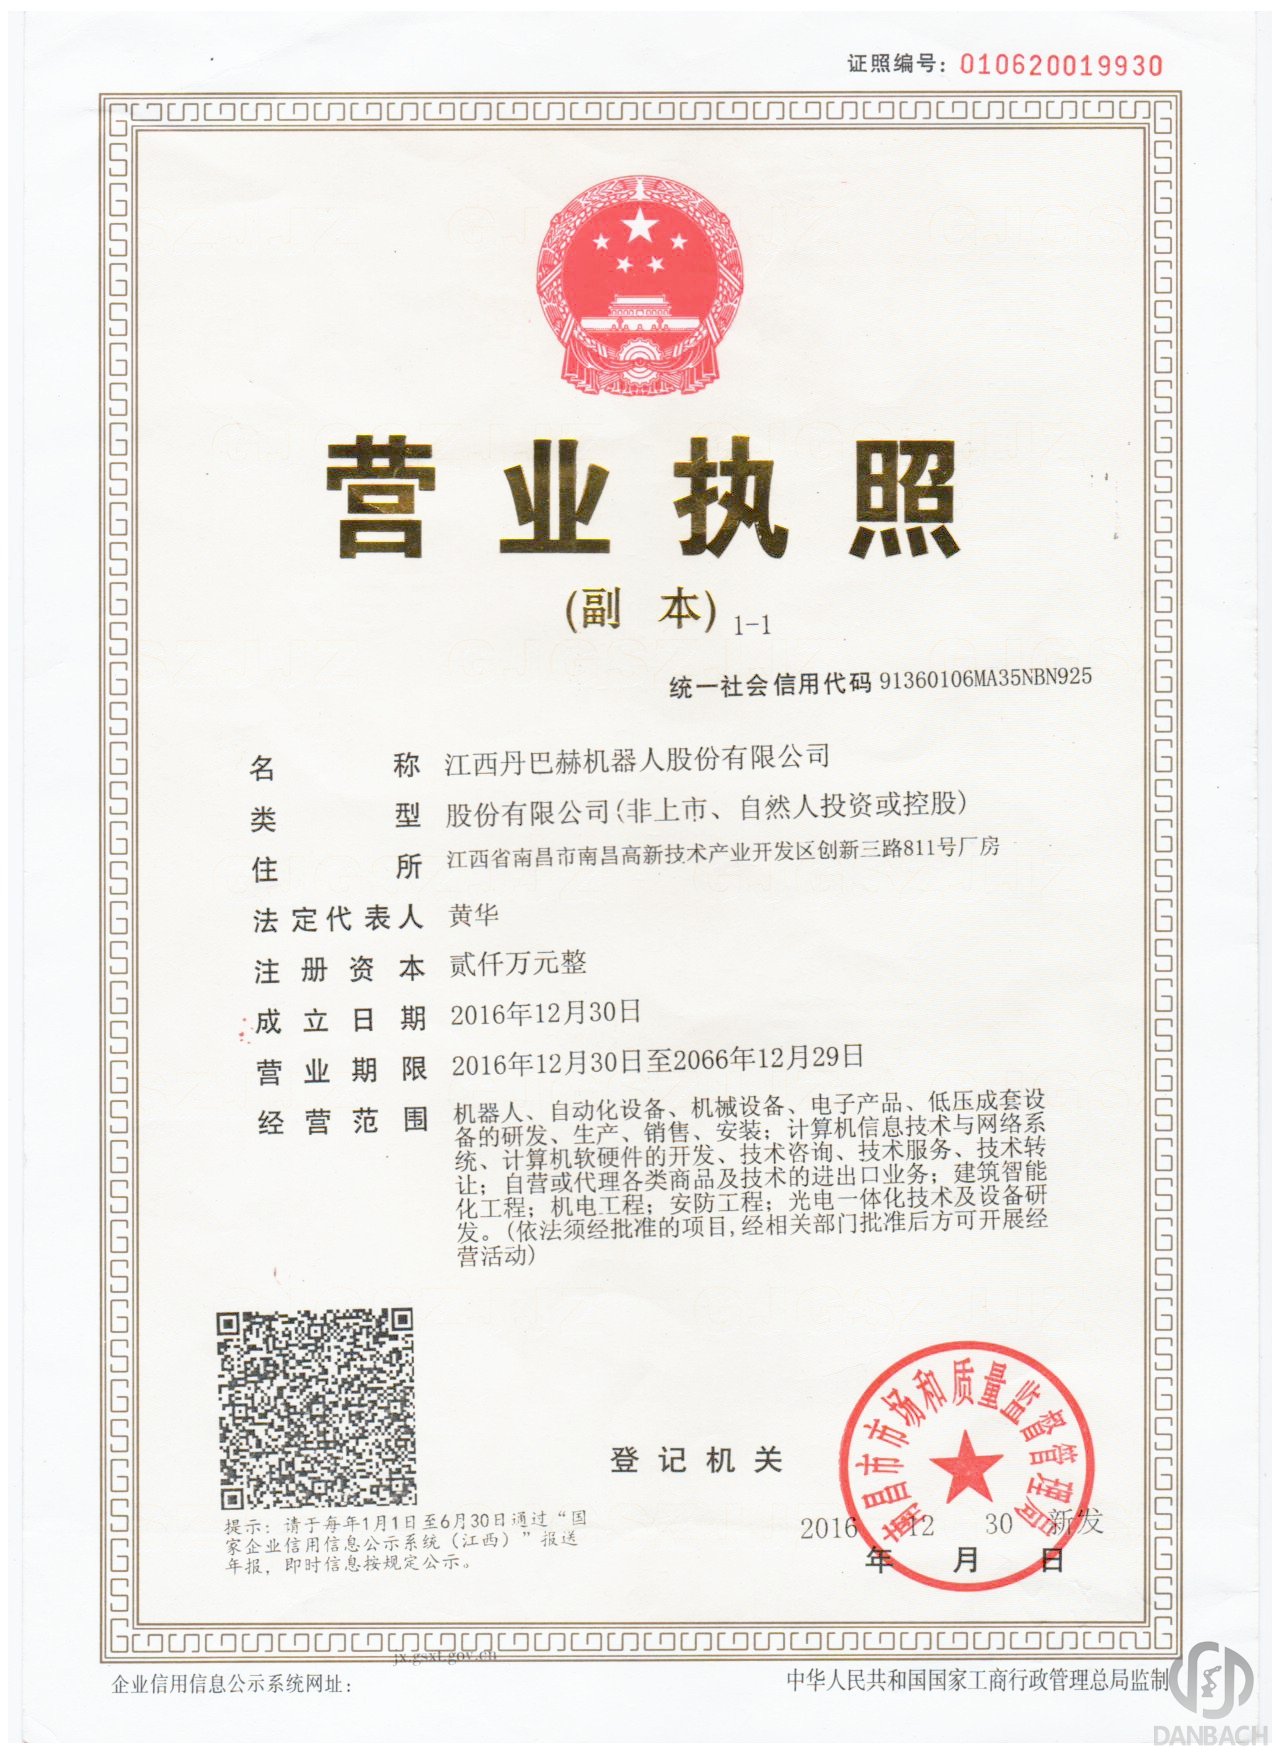 证照编号：010620019930
营业执照
(副 本) 1-1
统一社会信用代码 91360106MA35NBN925
名称 江西丹巴赫机器人股份有限公司
类型 股份有限公司(非上市、自然人投资或控股)
住所 江西省南昌市南昌高新技术产业开发区创新三路811号厂房
法定代表人 黄华
注册资本 贰仟万元整
成立日期 2016年12月30日
营业期限 2016年12月30日至2066年12月29日
经营范围 机器人、自动化设备、机械设备、电子产品、低压成套设
备的研发、生产、销售、安装；计算机信息技术与网络系
统、计算机软硬件的开发、技术咨询、技术服务、技术转
让；自营或代理各类商品及技术的进出口业务；建筑智能
化工程；机电工程；安防工程；光电一体化技术及设备研
发。(依法须经批准的项目,经相关部门批准后方可开展经
营活动)
登记机关
南昌市市场和质量监督管理局
2016 12 30 新发
年 月 日
提示：请于每年1月1日至6月30日通过“国
家企业信用信息公示系统（江西）”报送
年报，即时信息按规定公示。
jx.gsxt.gov.cn
企业信用信息公示系统网址：
中华人民共和国国家工商行政管理总局监制
DANBACH